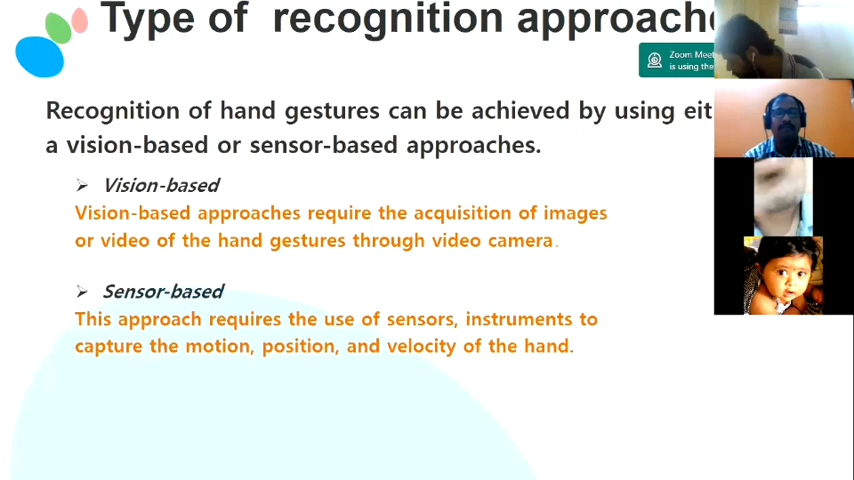 Type of recognition approache
Zoom Meet
is using the
Recognition of hand gestures can be achieved by using eit
a vision-based or sensor-based approaches.
➢ Vision-based
Vision-based approaches require the acquisition of images
or video of the hand gestures through video camera.
➢ Sensor-based
This approach requires the use of sensors, instruments to
capture the motion, position, and velocity of the hand.